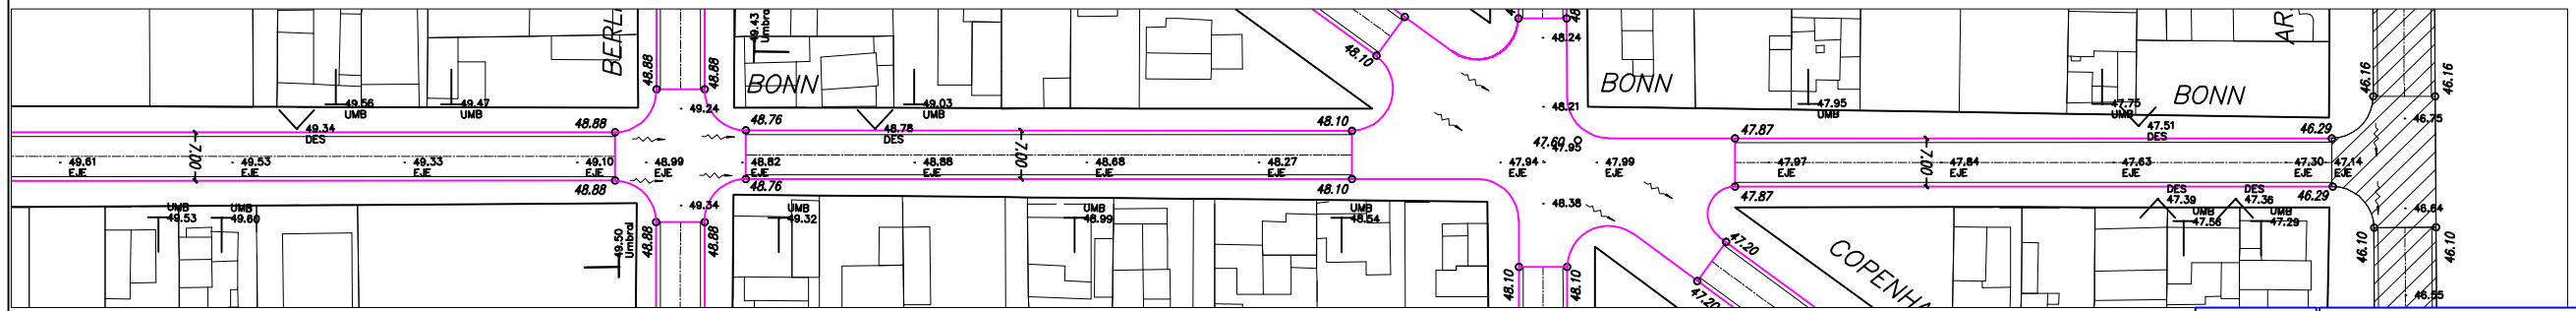 BERLI
48.88
48.88
49.43
Umbral
BONN
48.10
48.24
BONN
AR
BONN
46.16
46.16
49.56
UMB
49.47
UMB
49.24
49.03
UMB
48.21
47.95
UMB
47.75
UMB
46.75
49.34
DES
48.88
48.76
48.78
DES
48.10
47.60
47.95
47.87
47.51
DES
46.29
7.00
7.00
7.00
49.61
EJE
49.53
EJE
49.33
EJE
49.10
EJE
48.99
EJE
48.82
EJE
48.88
EJE
48.68
EJE
48.27
EJE
47.94
EJE
47.99
EJE
47.97
EJE
47.84
EJE
47.63
EJE
47.30
EJE
47.14
EJE
48.88
48.76
48.10
47.87
46.29
UMB
49.53
UMB
49.60
49.34
UMB
49.32
UMB
48.99
UMB
48.54
48.38
DES
47.39
DES
47.36
UMB
47.56
UMB
47.29
46.64
49.50
Umbral
48.88
48.88
48.10
48.10
47.20
47.20
COPENHA
46.10
46.10
46.55